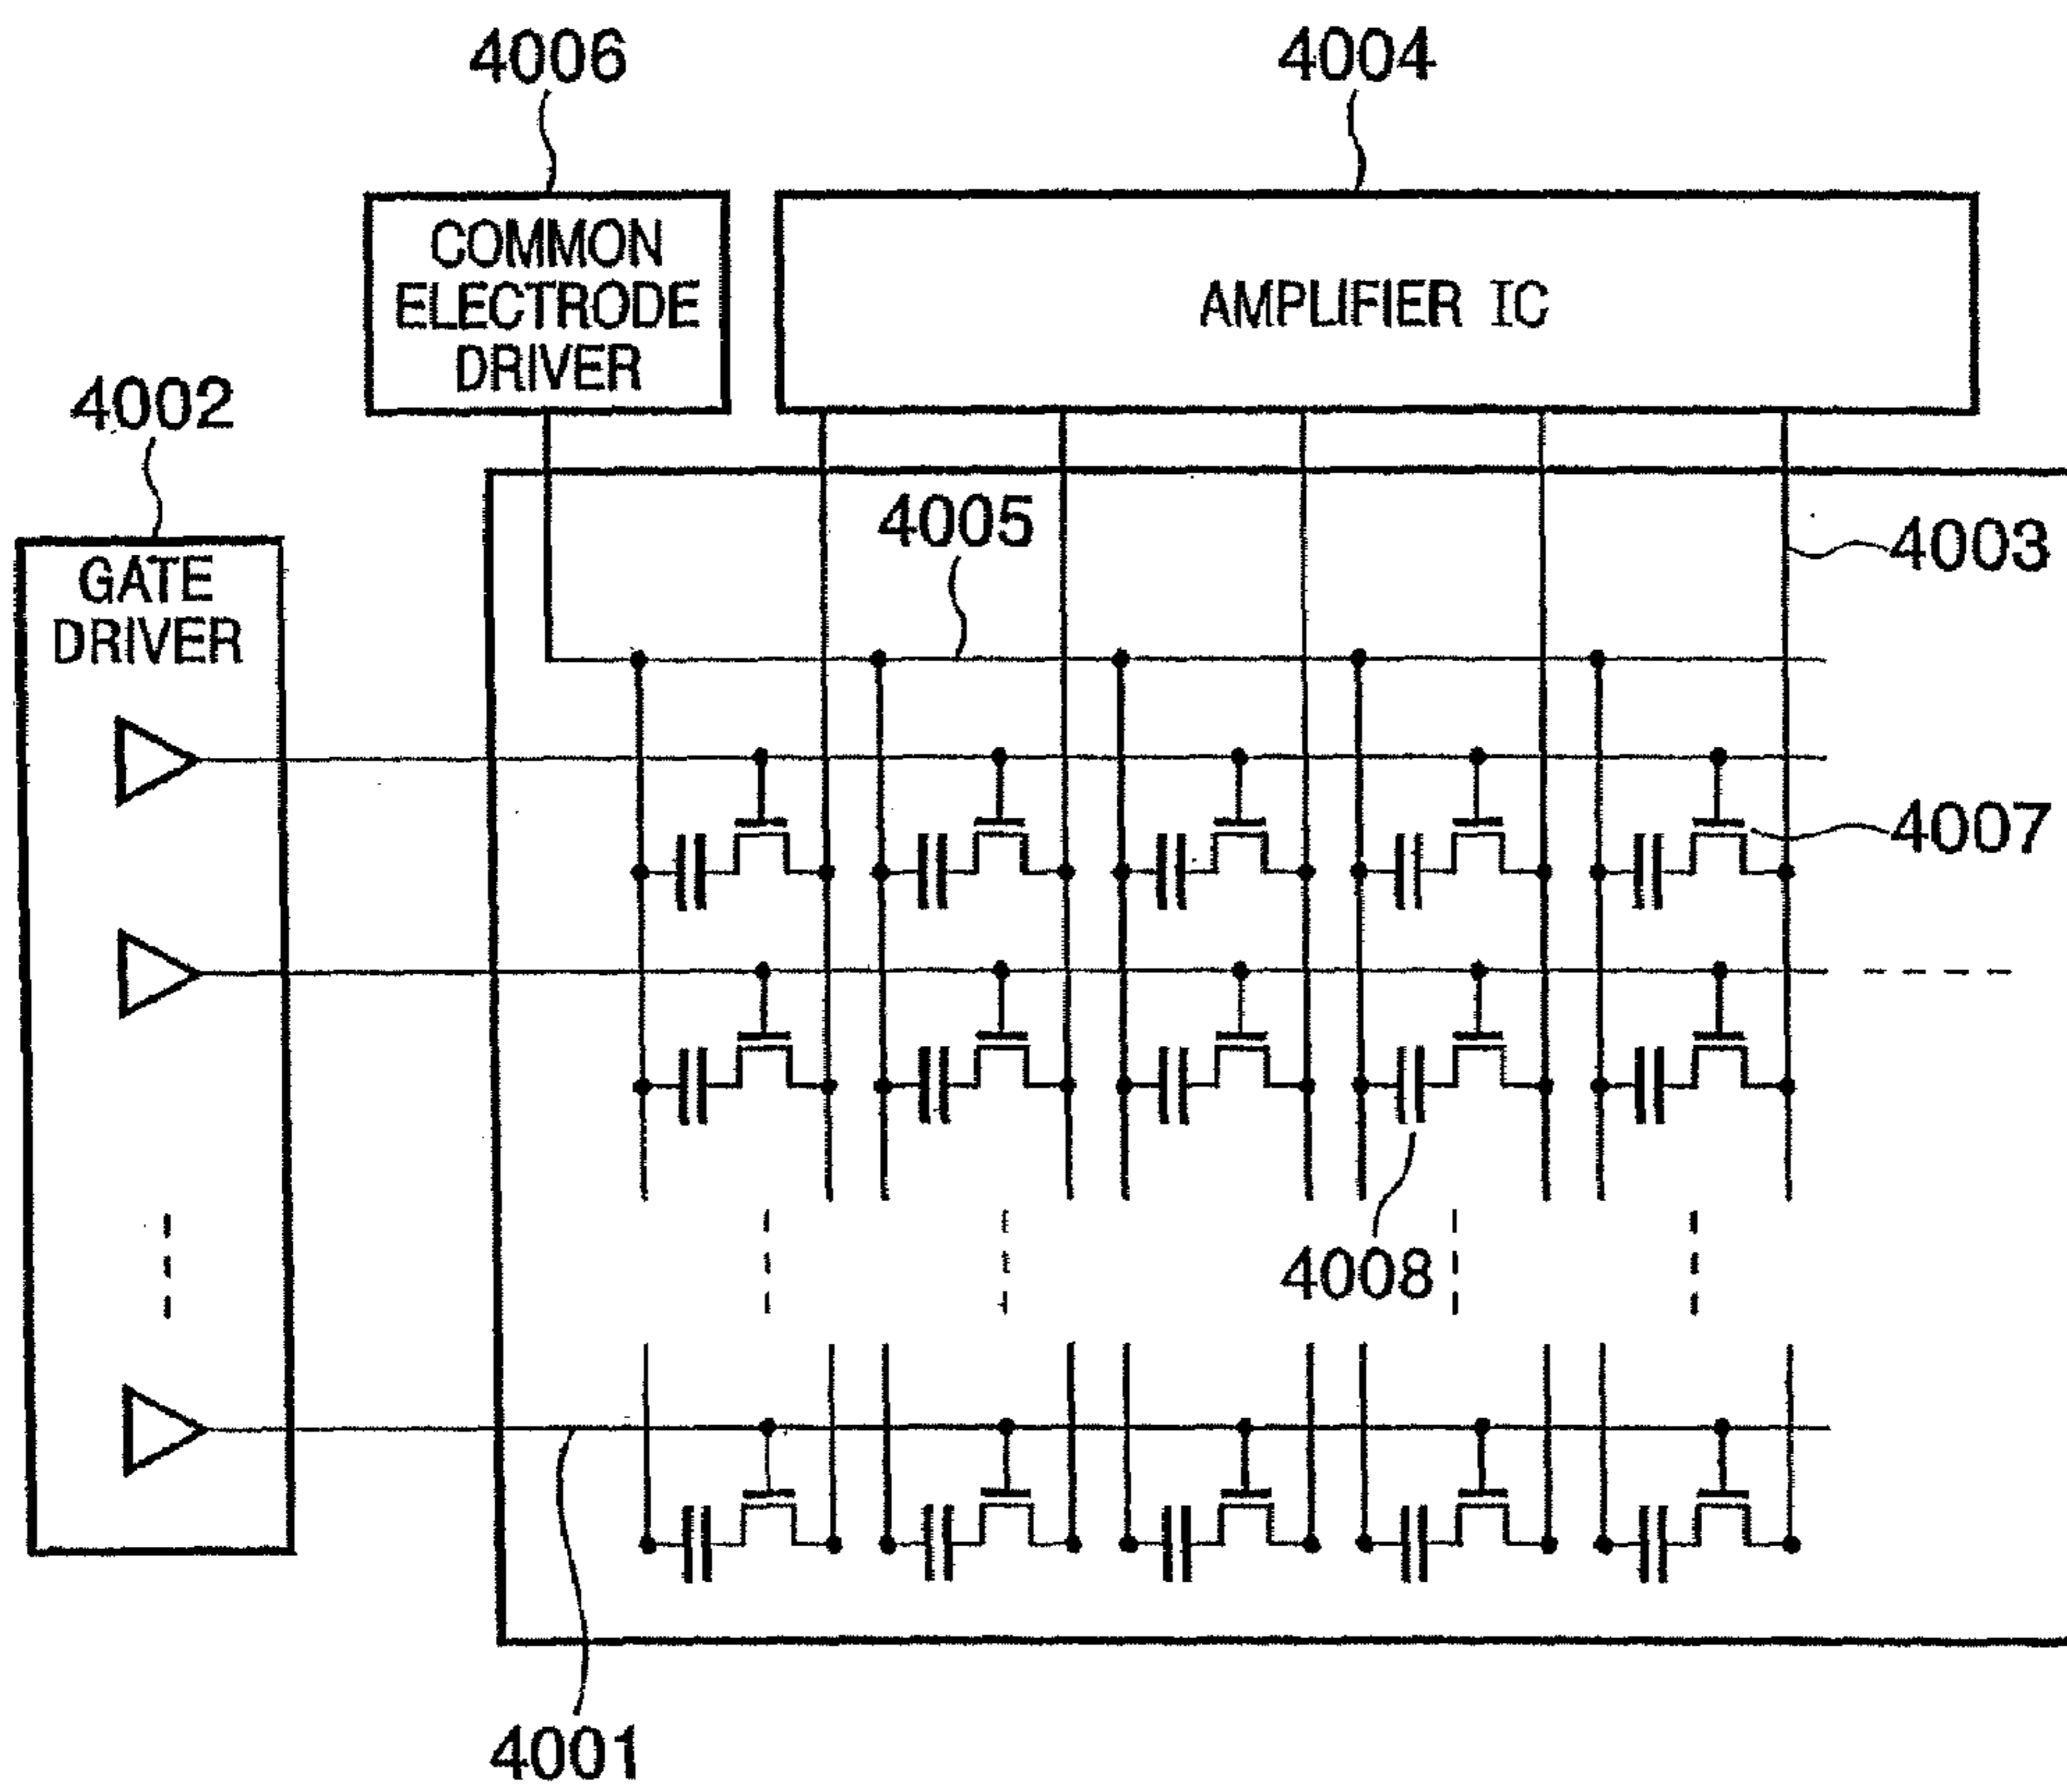 4006
4004
COMMON
ELECTRODE
DRIVER
AMPLIFIER IC
4002
4005
4003
GATE
DRIVER
4007
4008
4001